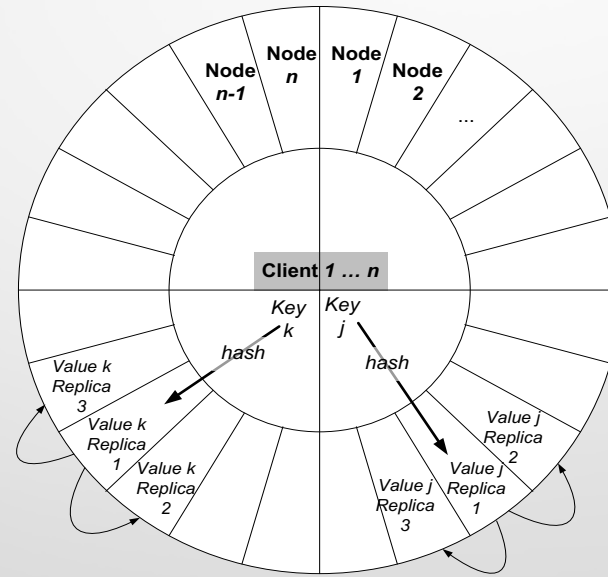 Node
n-1
Node
n
Node
1
Node
2
...
Client 1 ... n
Key
k
Key
j
hash
hash
Value k
Replica
3
Value k
Replica
1
Value k
Replica
2
Value j
Replica
2
Value j
Replica
1
Value j
Replica
3